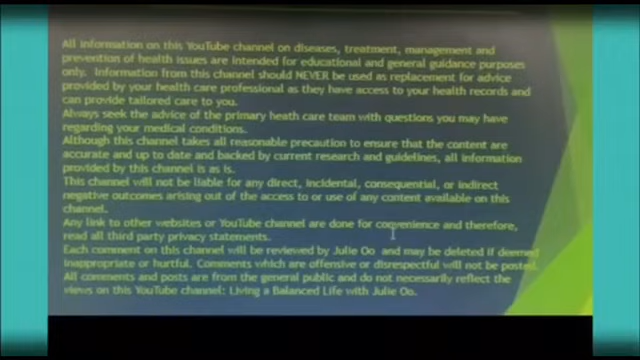 All information on this YouTube channel on diseases, treatment, management and
prevention of health issues are intended for educational and general guidance purposes
only. Information from this channel should NEVER be used as replacement for advice
provided by your health care professional as they have access to your health records and
can provide tailored care to you.
Always seek the advice of the primary heath care team with questions you may have
regarding your medical conditions.
Although this channel takes all reasonable precaution to ensure that the content are
accurate and up to date and backed by current research and guidelines, all information
provided by this channel is as is.
This channel will not be liable for any direct, incidental, consequential, or indirect
negative outcomes arising out of the access to or use of any content available on this
channel.
Any link to other websites or YouTube channel are done for convenience and therefore,
read all third party privacy statements.
Each comment on this channel will be reviewed by Julie Oo and may be deleted if deemed
inappropriate or hurtful. Comments which are offensive or disrespectful will not be posted.
All comments and posts are from the general public and do not necessarily reflect the
views on this YouTube channel: Living a Balanced Life with Julie Oo.